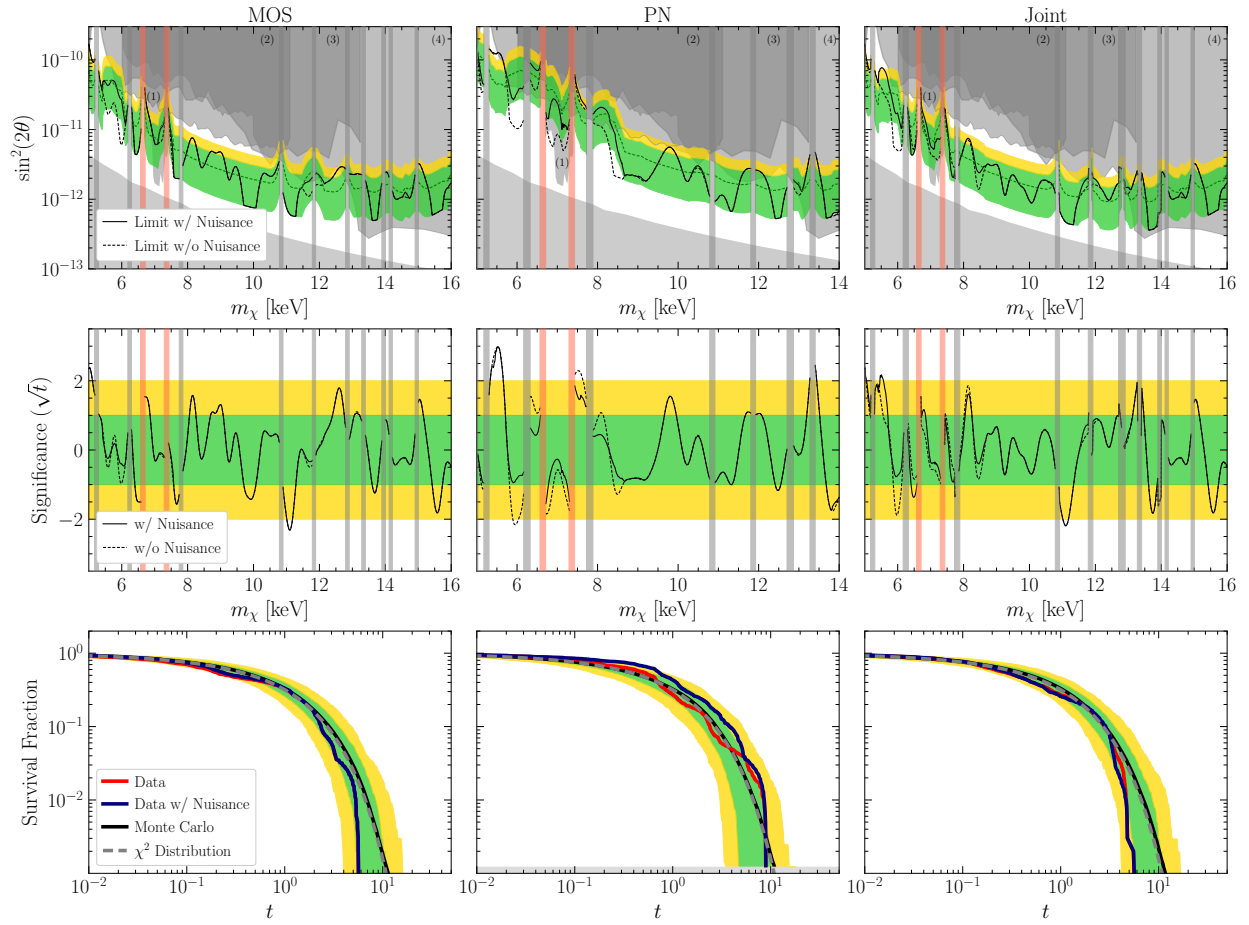 MOS
PN
Joint
sin²(2θ)
10⁻¹⁰
10⁻¹¹
10⁻¹²
10⁻¹³
(1)
(2)
(3)
(4)
Limit w/ Nuisance
Limit w/o Nuisance
6 8 10 12 14 16
m_χ [keV]
(1)
(2)
(3)
(4)
6 8 10 12 14
m_χ [keV]
(1)
(2)
(3)
(4)
6 8 10 12 14 16
m_χ [keV]
Significance (√t)
2
0
−2
w/ Nuisance
w/o Nuisance
6 8 10 12 14 16
m_χ [keV]
6 8 10 12 14
m_χ [keV]
6 8 10 12 14 16
m_χ [keV]
Survival Fraction
10⁰
10⁻¹
10⁻²
Data
Data w/ Nuisance
Monte Carlo
χ² Distribution
10⁻² 10⁻¹ 10⁰ 10¹
t
10⁻² 10⁻¹ 10⁰ 10¹
t
10⁻² 10⁻¹ 10⁰ 10¹
t